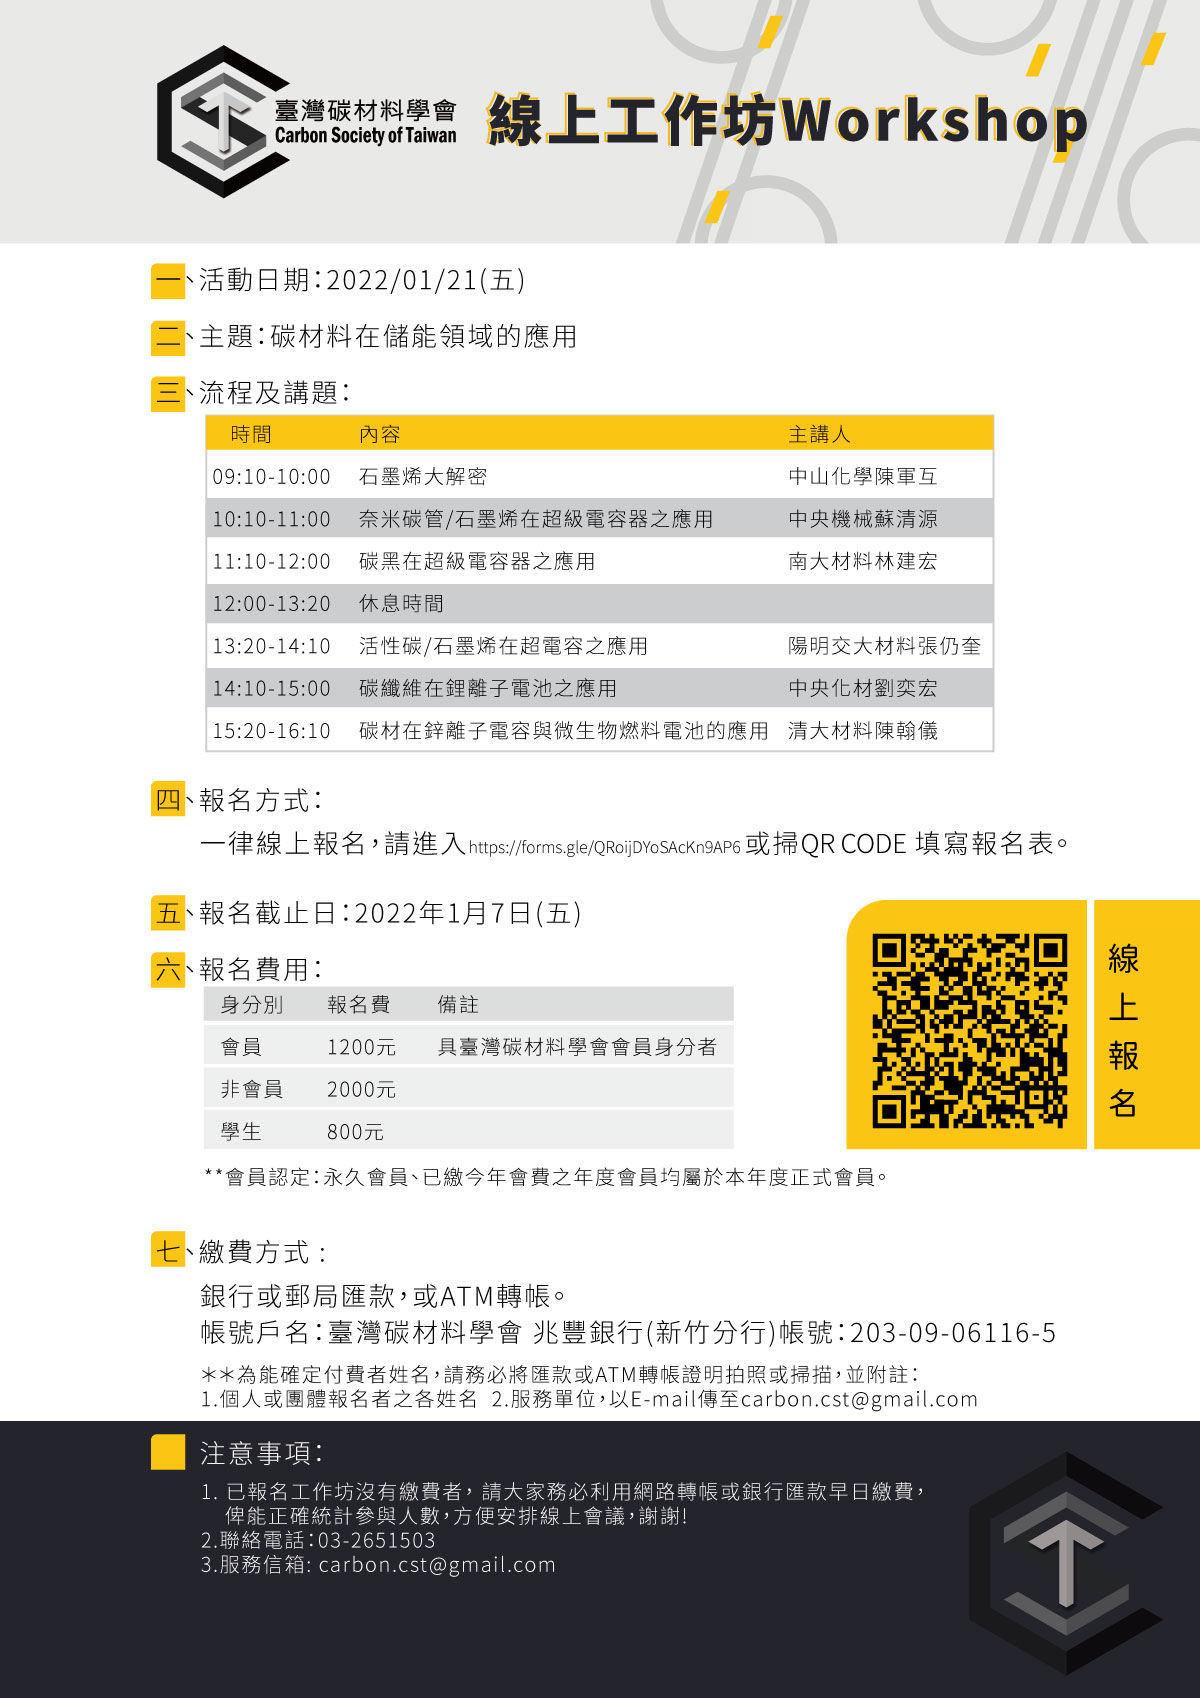 臺灣碳材料學會
Carbon Society of Taiwan
線上工作坊Workshop
一、活動日期：2022/01/21(五)
二、主題：碳材料在儲能領域的應用
三、流程及講題：
時間 內容 主講人
09:10-10:00 石墨烯大解密 中山化學陳軍互
10:10-11:00 奈米碳管/石墨烯在超級電容器之應用 中央機械蘇清源
11:10-12:00 碳黑在超級電容器之應用 南大材料林建宏
12:00-13:20 休息時間
13:20-14:10 活性碳/石墨烯在超電容之應用 陽明交大材料張仍奎
14:10-15:00 碳纖維在鋰離子電池之應用 中央化材劉奕宏
15:20-16:10 碳材在鋅離子電容與微生物燃料電池的應用 清大材料陳翰儀
四、報名方式：
一律線上報名，請進入https://forms.gle/QRoijDYoSAcKn9AP6 或掃QR CODE 填寫報名表。
五、報名截止日：2022年1月7日(五)
六、報名費用：
身分別 報名費 備註
會員 1200元 具臺灣碳材料學會會員身分者
非會員 2000元
學生 800元
**會員認定：永久會員、已繳今年會費之年度會員均屬於本年度正式會員。
線上報名
七、繳費方式：
銀行或郵局匯款，或ATM轉帳。
帳號戶名：臺灣碳材料學會 兆豐銀行(新竹分行)帳號：203-09-06116-5
＊＊為能確定付費者姓名，請務必將匯款或ATM轉帳證明拍照或掃描，並附註：
1.個人或團體報名者之各姓名 2.服務單位，以E-mail傳至carbon.cst@gmail.com
注意事項：
1. 已報名工作坊沒有繳費者，請大家務必利用網路轉帳或銀行匯款早日繳費，
俾能正確統計參與人數，方便安排線上會議，謝謝!
2.聯絡電話：03-2651503
3.服務信箱: carbon.cst@gmail.com